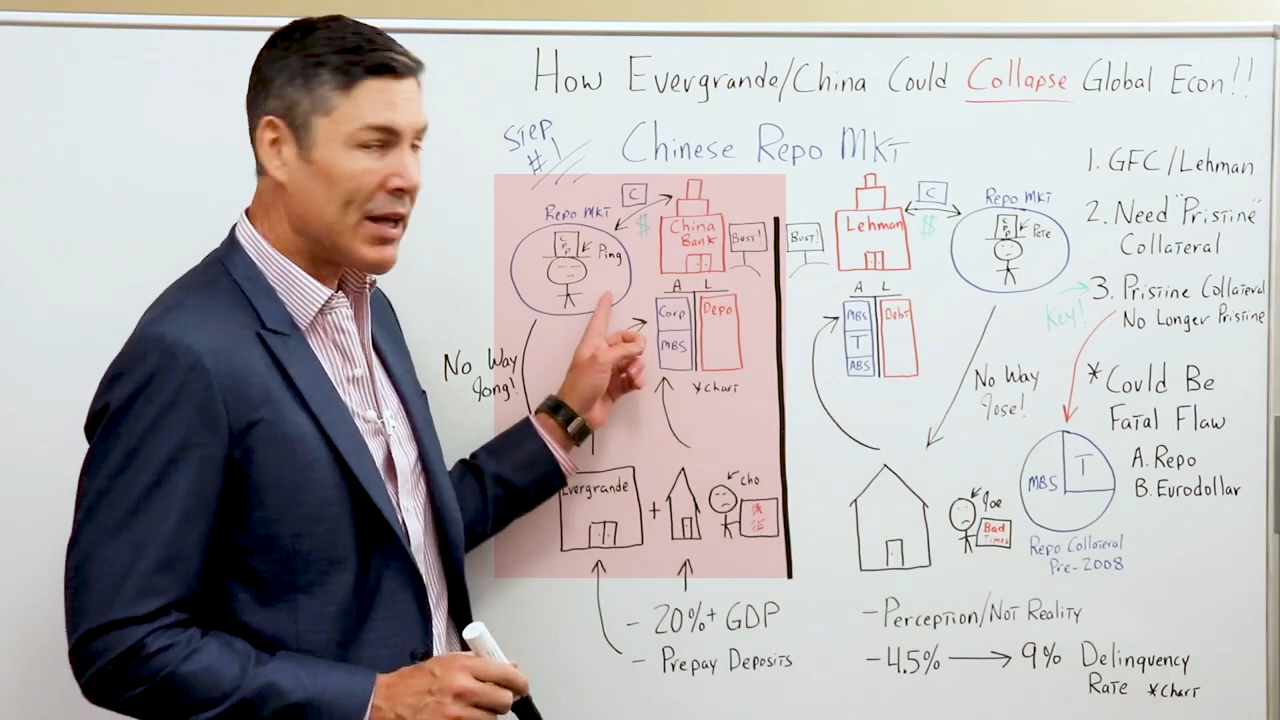 How Evergrande/China Could Collapse Global Econ!!
STEP #1
Chinese Repo MKT
Repo MKT
C
$
China Bank
Bust!
C
PP
Ping
A L
Corp
MBS
Depo
*Chart
No Way
Jong!
Evergrande
+
cho
- 20%+ GDP
- Prepay Deposits
Bust!
Lehman
C
$
Repo MKT
C
PP
Pete
A L
MBS
T
ABS
Debt
No Way
Jose!
Joe
Bad
Times
- Perception/Not Reality
- 4.5% → 9% Delinquency
Rate *Chart
1. GFC/Lehman
2. Need "Pristine"
Collateral
3. Pristine Collateral
No Longer Pristine
Key!
* Could Be
Fatal Flaw
A. Repo
B. Eurodollar
MBS
T
Repo Collateral
Pre-2008